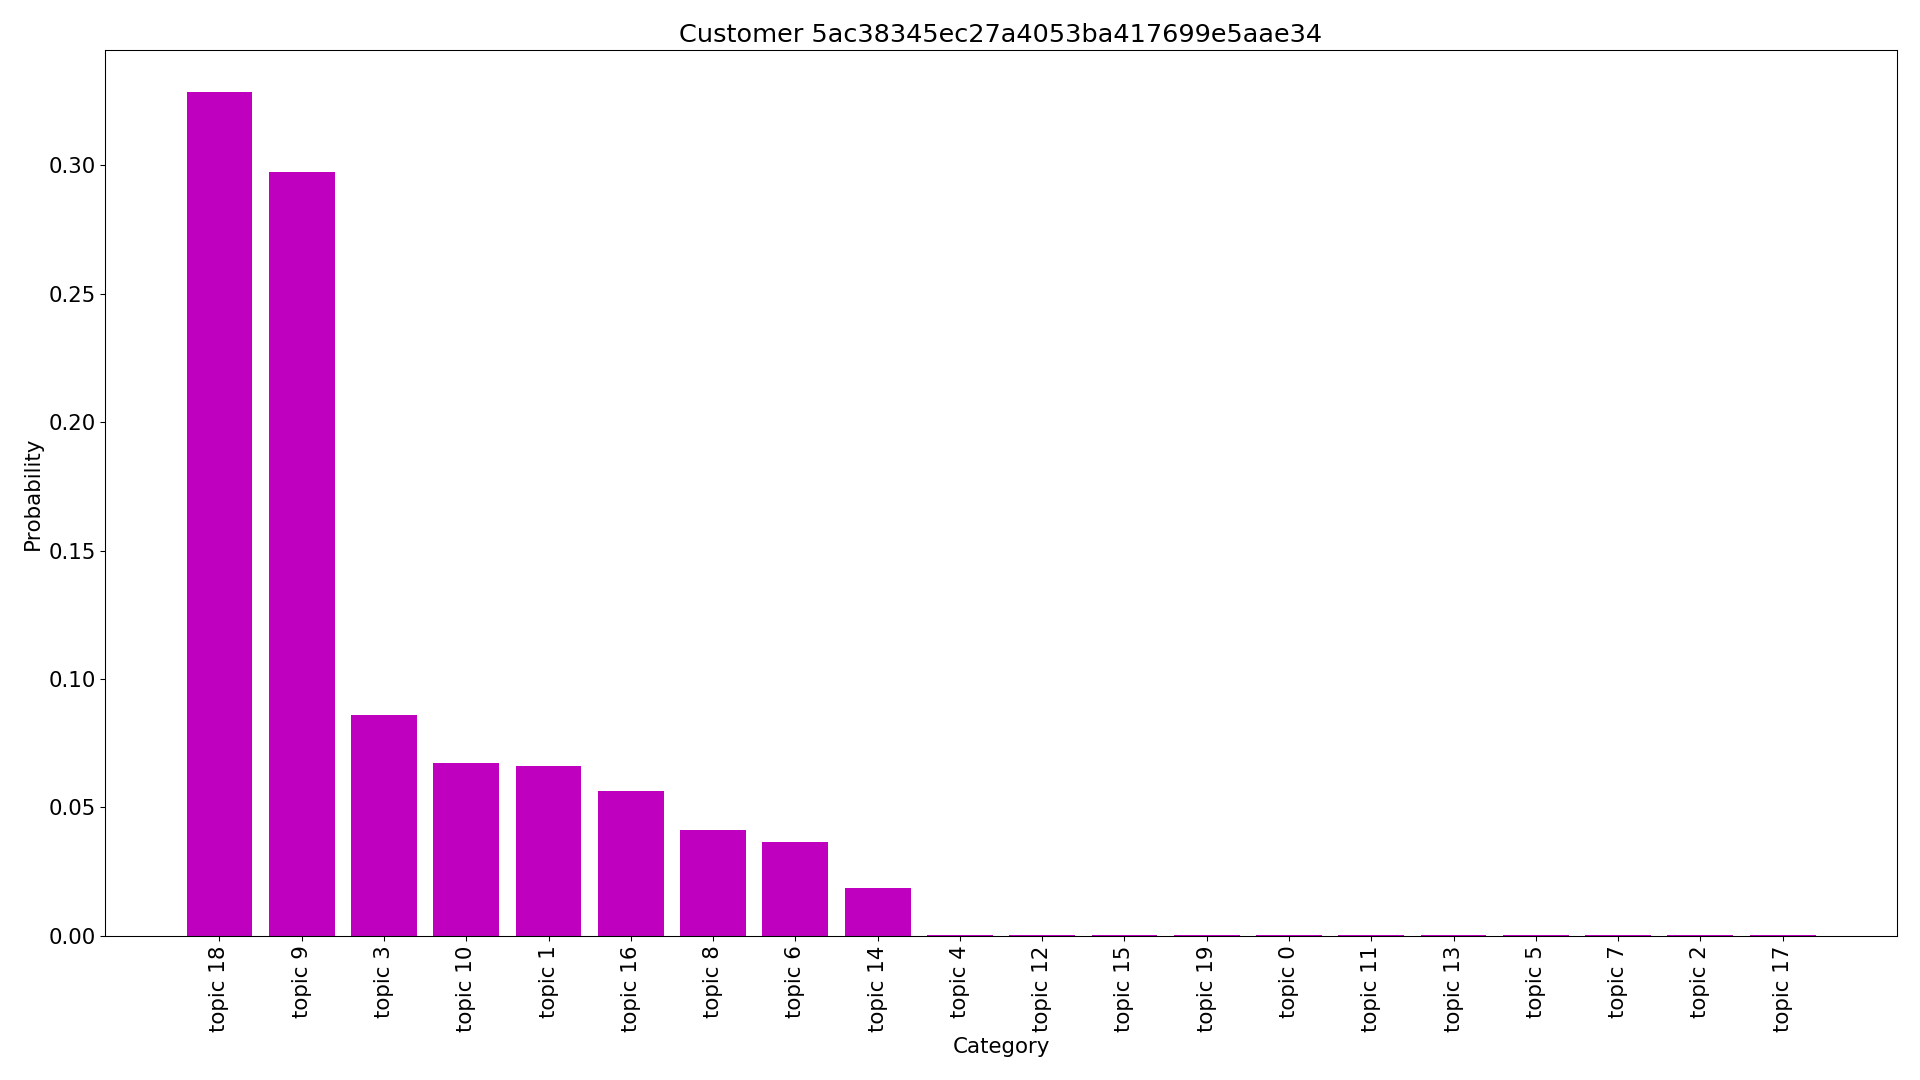 Customer 5ac38345ec27a4053ba417699e5aae34
Probability
0.30
0.25
0.20
0.15
0.10
0.05
0.00
topic 18
topic 9
topic 3
topic 10
topic 1
topic 16
topic 8
topic 6
topic 14
topic 4
topic 12
topic 15
topic 19
topic 0
topic 11
topic 13
topic 5
topic 7
topic 2
topic 17
Category